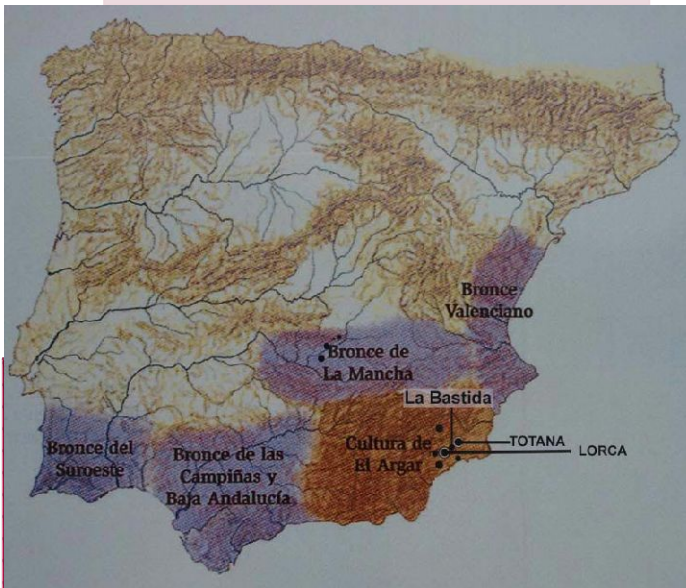 Bronce
Valenciano
Bronce de
La Mancha
La Bastida
Cultura de
El Argar
TOTANA
LORCA
Bronce del
Suroeste
Bronce de las
Campiñas y
Baja Andalucía